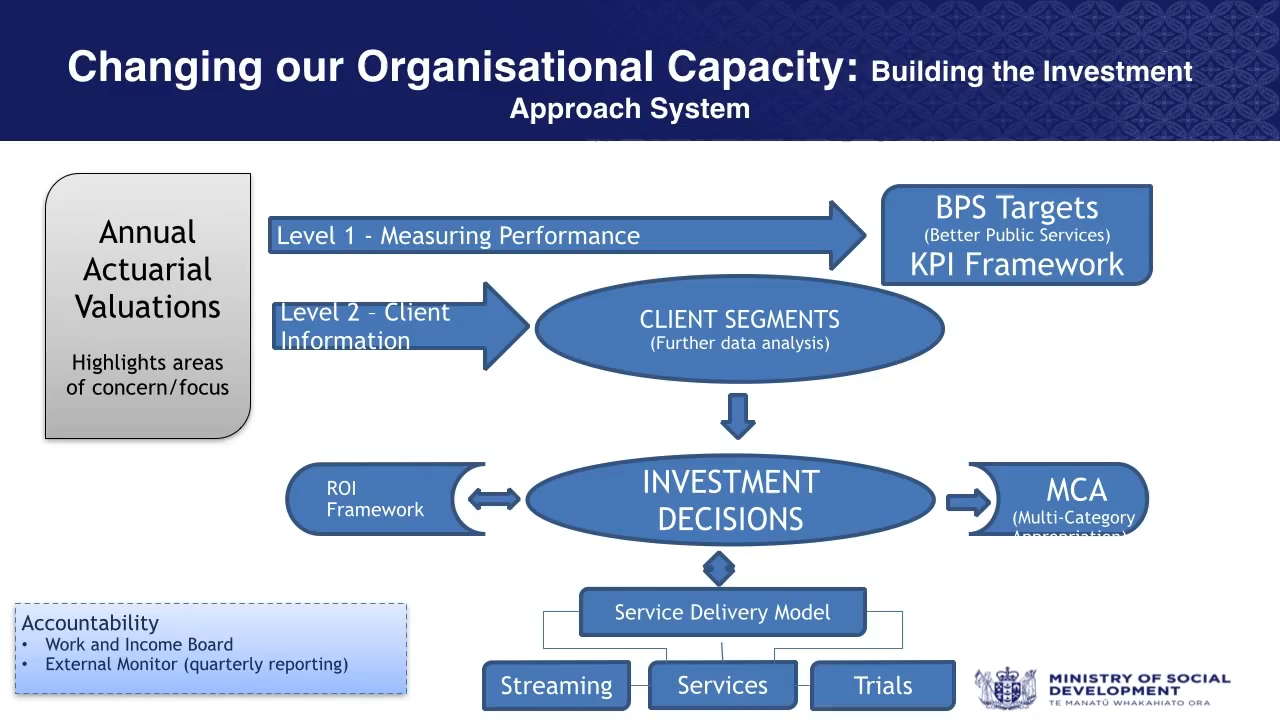 Changing our Organisational Capacity: Building the Investment
Approach System
Annual
Actuarial
Valuations
Highlights areas
of concern/focus
Level 1 - Measuring Performance
BPS Targets
(Better Public Services)
KPI Framework
Level 2 – Client
Information
CLIENT SEGMENTS
(Further data analysis)
ROI
Framework
INVESTMENT
DECISIONS
MCA
(Multi-Category
Appropriation)
Service Delivery Model
Accountability
• Work and Income Board
• External Monitor (quarterly reporting)
Streaming
Services
Trials
MINISTRY OF SOCIAL
DEVELOPMENT
TE MANATŪ WHAKAHIATO ORA